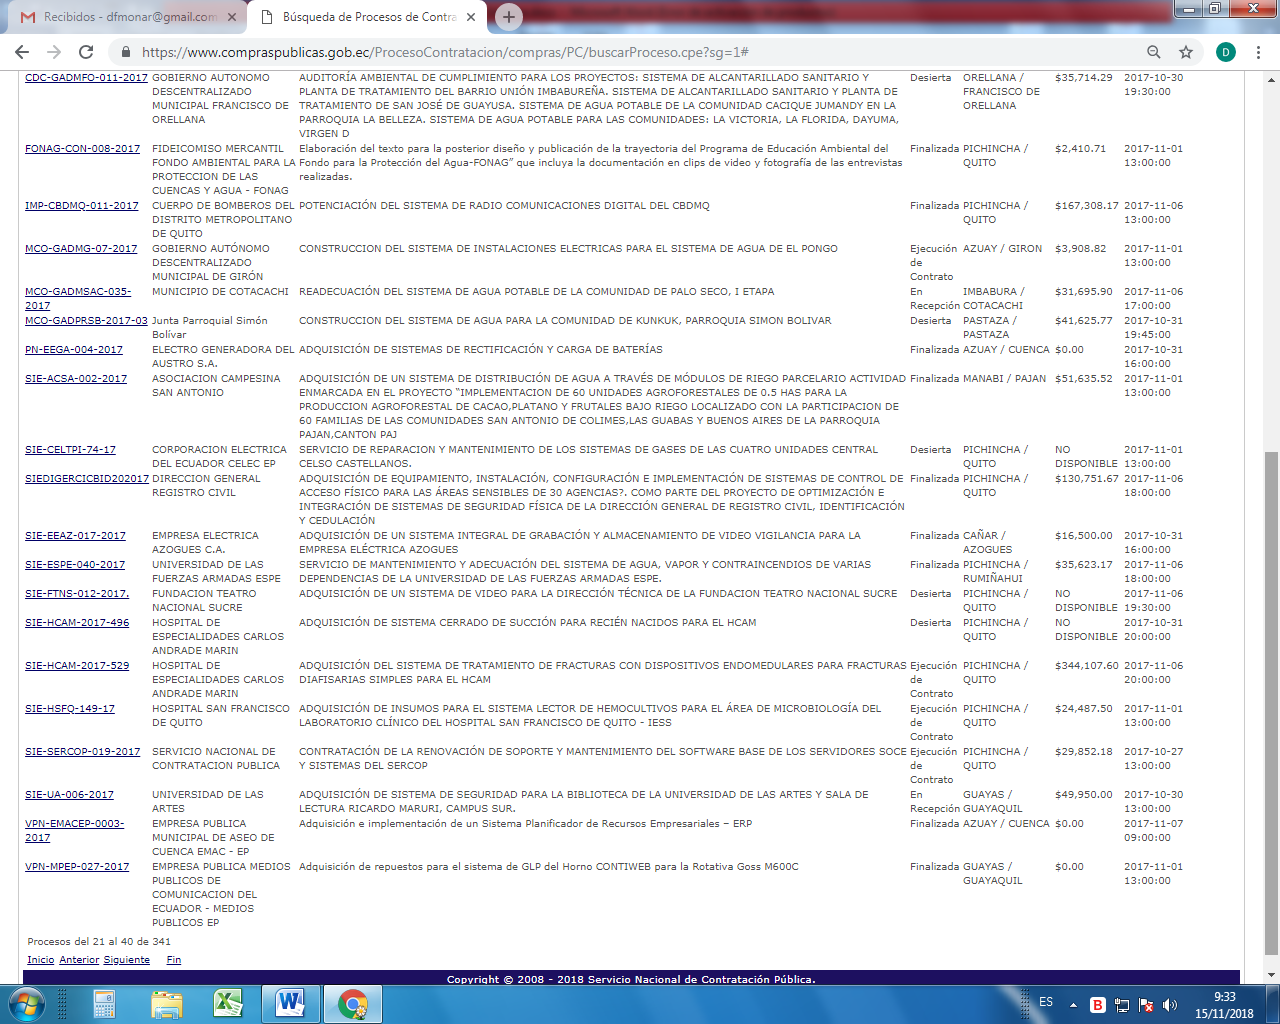 Recibidos - dfmonar@gmail.com
Búsqueda de Procesos de Contra
https://www.compraspublicas.gob.ec/ProcesoContratacion/compras/PC/buscarProceso.cpe?sg=1#
D
CDC-GADMFO-011-2017 GOBIERNO AUTONOMO AUDITORÍA AMBIENTAL DE CUMPLIMIENTO PARA LOS PROYECTOS: SISTEMA DE ALCANTARILLADO SANITARIO Y Desierta ORELLANA / $35,714.29 2017-10-30
DESCENTRALIZADO PLANTA DE TRATAMIENTO DEL BARRIO UNIÓN IMBABUREÑA. SISTEMA DE ALCANTARILLADO SANITARIO Y PLANTA DE FRANCISCO DE 19:30:00
MUNICIPAL FRANCISCO DE TRATAMIENTO DE SAN JOSÉ DE GUAYUSA. SISTEMA DE AGUA POTABLE DE LA COMUNIDAD CACIQUE JUMANDY EN LA ORELLANA
ORELLANA PARROQUIA LA BELLEZA. SISTEMA DE AGUA POTABLE PARA LAS COMUNIDADES: LA VICTORIA, LA FLORIDA, DAYUMA,
VIRGEN D
FONAG-CON-008-2017 FIDEICOMISO MERCANTIL Elaboración del texto para la posterior diseño y publicación de la trayectoria del Programa de Educación Ambiental del Finalizada PICHINCHA / $2,410.71 2017-11-01
FONDO AMBIENTAL PARA LA Fondo para la Protección del Agua-FONAG” que incluya la documentación en clips de video y fotografía de las entrevistas QUITO 13:00:00
PROTECCION DE LAS realizadas.
CUENCAS Y AGUA - FONAG
IMP-CBDMQ-011-2017 CUERPO DE BOMBEROS DEL POTENCIACIÓN DEL SISTEMA DE RADIO COMUNICACIONES DIGITAL DEL CBDMQ Finalizada PICHINCHA / $167,308.17 2017-11-06
DISTRITO METROPOLITANO QUITO 13:00:00
DE QUITO
MCO-GADMG-07-2017 GOBIERNO AUTÓNOMO CONSTRUCCION DEL SISTEMA DE INSTALACIONES ELECTRICAS PARA EL SISTEMA DE AGUA DE EL PONGO Ejecución AZUAY / GIRON $3,908.82 2017-11-01
DESCENTRALIZADO de 13:00:00
MUNICIPAL DE GIRÓN Contrato
MCO-GADMSAC-035- MUNICIPIO DE COTACACHI READECUACIÓN DEL SISTEMA DE AGUA POTABLE DE LA COMUNIDAD DE PALO SECO, I ETAPA En IMBABURA / $31,695.90 2017-11-06
2017 Recepción COTACACHI 17:00:00
MCO-GADPRSB-2017-03 Junta Parroquial Simón CONSTRUCCION DEL SISTEMA DE AGUA PARA LA COMUNIDAD DE KUNKUK, PARROQUIA SIMON BOLIVAR Desierta PASTAZA / $41,625.77 2017-10-31
Bolívar PASTAZA 19:45:00
PN-EEGA-004-2017 ELECTRO GENERADORA DEL ADQUISICIÓN DE SISTEMAS DE RECTIFICACIÓN Y CARGA DE BATERÍAS Finalizada AZUAY / CUENCA $0.00 2017-10-31
AUSTRO S.A. 16:00:00
SIE-ACSA-002-2017 ASOCIACION CAMPESINA ADQUISICIÓN DE UN SISTEMA DE DISTRIBUCIÓN DE AGUA A TRAVÉS DE MÓDULOS DE RIEGO PARCELARIO ACTIVIDAD Finalizada MANABI / PAJAN $51,635.52 2017-11-01
SAN ANTONIO ENMARCADA EN EL PROYECTO “IMPLEMENTACION DE 60 UNIDADES AGROFORESTALES DE 0.5 HAS PARA LA 13:00:00
PRODUCCION AGROFORESTAL DE CACAO,PLATANO Y FRUTALES BAJO RIEGO LOCALIZADO CON LA PARTICIPACION DE
60 FAMILIAS DE LAS COMUNIDADES SAN ANTONIO DE COLIMES,LAS GUABAS Y BUENOS AIRES DE LA PARROQUIA
PAJAN,CANTON PAJ
SIE-CELTPI-74-17 CORPORACION ELECTRICA SERVICIO DE REPARACION Y MANTENIMIENTO DE LOS SISTEMAS DE GASES DE LAS CUATRO UNIDADES CENTRAL Desierta PICHINCHA / NO 2017-11-01
DEL ECUADOR CELEC EP CELSO CASTELLANOS. QUITO DISPONIBLE 13:00:00
SIEDIGERCICBID202017 DIRECCION GENERAL ADQUISICIÓN DE EQUIPAMIENTO, INSTALACIÓN, CONFIGURACIÓN E IMPLEMENTACIÓN DE SISTEMAS DE CONTROL DE Finalizada PICHINCHA / $130,751.67 2017-11-06
REGISTRO CIVIL ACCESO FÍSICO PARA LAS ÁREAS SENSIBLES DE 30 AGENCIAS?. COMO PARTE DEL PROYECTO DE OPTIMIZACIÓN E QUITO 18:00:00
INTEGRACIÓN DE SISTEMAS DE SEGURIDAD FÍSICA DE LA DIRECCIÓN GENERAL DE REGISTRO CIVIL, IDENTIFICACIÓN
Y CEDULACIÓN
SIE-EEAZ-017-2017 EMPRESA ELECTRICA ADQUISICIÓN DE UN SISTEMA INTEGRAL DE GRABACIÓN Y ALMACENAMIENTO DE VIDEO VIGILANCIA PARA LA Finalizada CAÑAR / $16,500.00 2017-10-31
AZOGUES C.A. EMPRESA ELÉCTRICA AZOGUES AZOGUES 16:00:00
SIE-ESPE-040-2017 UNIVERSIDAD DE LAS SERVICIO DE MANTENIMIENTO Y ADECUACIÓN DEL SISTEMA DE AGUA, VAPOR Y CONTRAINCENDIOS DE VARIAS Finalizada PICHINCHA / $35,623.17 2017-11-06
FUERZAS ARMADAS ESPE DEPENDENCIAS DE LA UNIVERSIDAD DE LAS FUERZAS ARMADAS ESPE. RUMIÑAHUI 18:00:00
SIE-FTNS-012-2017. FUNDACION TEATRO ADQUISICIÓN DE UN SISTEMA DE VIDEO PARA LA DIRECCIÓN TÉCNICA DE LA FUNDACION TEATRO NACIONAL SUCRE Desierta PICHINCHA / NO 2017-11-06
NACIONAL SUCRE QUITO DISPONIBLE 19:30:00
SIE-HCAM-2017-496 HOSPITAL DE ADQUISICIÓN DE SISTEMA CERRADO DE SUCCIÓN PARA RECIÉN NACIDOS PARA EL HCAM Desierta PICHINCHA / NO 2017-10-31
ESPECIALIDADES CARLOS QUITO DISPONIBLE 20:00:00
ANDRADE MARIN
SIE-HCAM-2017-529 HOSPITAL DE ADQUISICIÓN DEL SISTEMA DE TRATAMIENTO DE FRACTURAS CON DISPOSITIVOS ENDOMEDULARES PARA FRACTURAS Ejecución PICHINCHA / $344,107.60 2017-11-06
ESPECIALIDADES CARLOS DIAFISARIAS SIMPLES PARA EL HCAM de QUITO 20:00:00
ANDRADE MARIN Contrato
SIE-HSFQ-149-17 HOSPITAL SAN FRANCISCO ADQUISICIÓN DE INSUMOS PARA EL SISTEMA LECTOR DE HEMOCULTIVOS PARA EL ÁREA DE MICROBIOLOGÍA DEL Ejecución PICHINCHA / $24,487.50 2017-11-01
DE QUITO LABORATORIO CLÍNICO DEL HOSPITAL SAN FRANCISCO DE QUITO - IESS de QUITO 13:00:00
Contrato
SIE-SERCOP-019-2017 SERVICIO NACIONAL DE CONTRATACIÓN DE LA RENOVACIÓN DE SOPORTE Y MANTENIMIENTO DEL SOFTWARE BASE DE LOS SERVIDORES SOCE Ejecución PICHINCHA / $29,852.18 2017-10-27
CONTRATACION PUBLICA Y SISTEMAS DEL SERCOP de QUITO 13:00:00
Contrato
SIE-UA-006-2017 UNIVERSIDAD DE LAS ADQUISICIÓN DE SISTEMA DE SEGURIDAD PARA LA BIBLIOTECA DE LA UNIVERSIDAD DE LAS ARTES Y SALA DE En GUAYAS / $49,950.00 2017-10-30
ARTES LECTURA RICARDO MARURI, CAMPUS SUR. Recepción GUAYAQUIL 13:00:00
VPN-EMACEP-0003- EMPRESA PUBLICA Adquisición e implementación de un Sistema Planificador de Recursos Empresariales – ERP Finalizada AZUAY / CUENCA $0.00 2017-11-07
2017 MUNICIPAL DE ASEO DE 09:00:00
CUENCA EMAC - EP
VPN-MPEP-027-2017 EMPRESA PUBLICA MEDIOS Adquisición de repuestos para el sistema de GLP del Horno CONTIWEB para la Rotativa Goss M600C Finalizada GUAYAS / $0.00 2017-11-01
PUBLICOS DE GUAYAQUIL 13:00:00
COMUNICACION DEL
ECUADOR - MEDIOS
PUBLICOS EP
Procesos del 21 al 40 de 341
Inicio Anterior Siguiente Fin
Copyright © 2008 - 2018 Servicio Nacional de Contratación Pública.
ES
9:33
15/11/2018